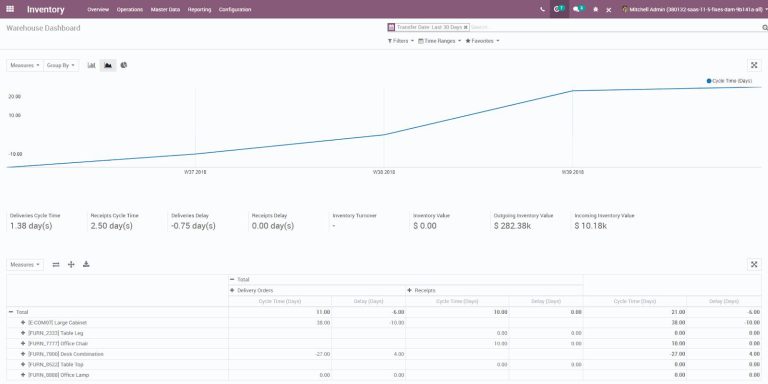 Inventory Overview Operations Master Data Reporting Configuration 7 Mitchell Admin (380132-saas-11-5-fixes-dam-9b141a-all)
Warehouse Dashboard Transfer Date: Last 30 Days Search...
Filters Time Ranges Favorites
Measures Group By
Cycle Time (Days)
20.00
10.00
-10.00
W37 2018 W38 2018 W39 2018
Deliveries Cycle Time Receipts Cycle Time Deliveries Delay Receipts Delay Inventory Turnover Inventory Value Outgoing Inventory Value Incoming Inventory Value
1.38 day(s) 2.50 day(s) -0.75 day(s) 0.00 day(s) - $ 0.00 $ 282.38k $ 10.18k
Measures
Total
Delivery Orders Receipts
Cycle Time (Days) Delay (Days) Cycle Time (Days) Delay (Days) Cycle Time (Days) Delay (Days)
Total 11.00 -6.00 10.00 0.00 21.00 -6.00
[E-COM07] Large Cabinet 38.00 -10.00 38.00 -10.00
[FURN_2333] Table Leg 0.00 0.00 0.00 0.00
[FURN_7777] Office Chair 10.00 0.00 10.00 0.00
[FURN_7800] Desk Combination -27.00 4.00 -27.00 4.00
[FURN_8522] Table Top 0.00 0.00 0.00 0.00
[FURN_8888] Office Lamp 0.00 0.00 0.00 0.00